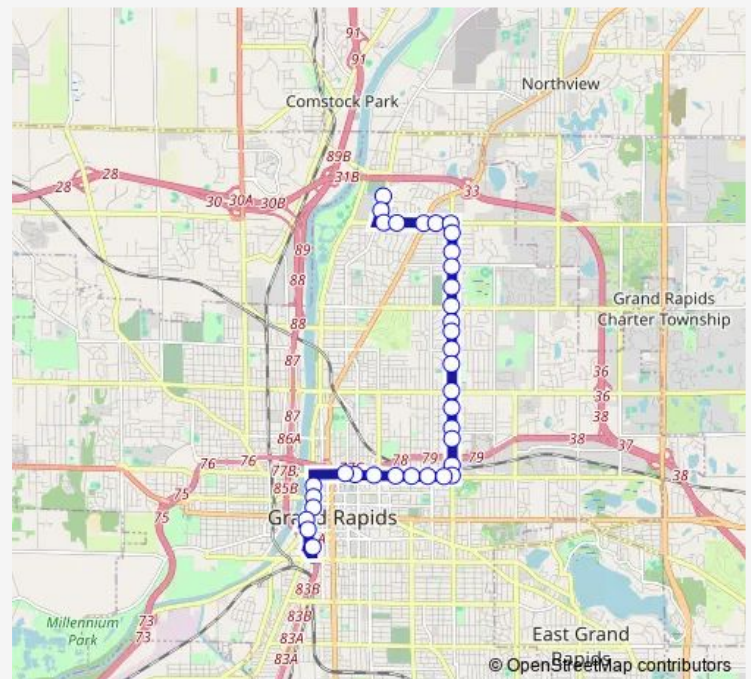 91
91
Northview
Comstock Park
89B
31B
28
28
30
30A
30B
33
89
88
Grand Rapids
Charter Township
88
87
36
36
38
87
86A
38
37
76
76
77B,
85B
78
79
79
38
75
75
Grand Rapids
83B
Millennium
Park
73
73
83B
83A
83A
East Grand
Rapids
© OpenStreetMap contributors